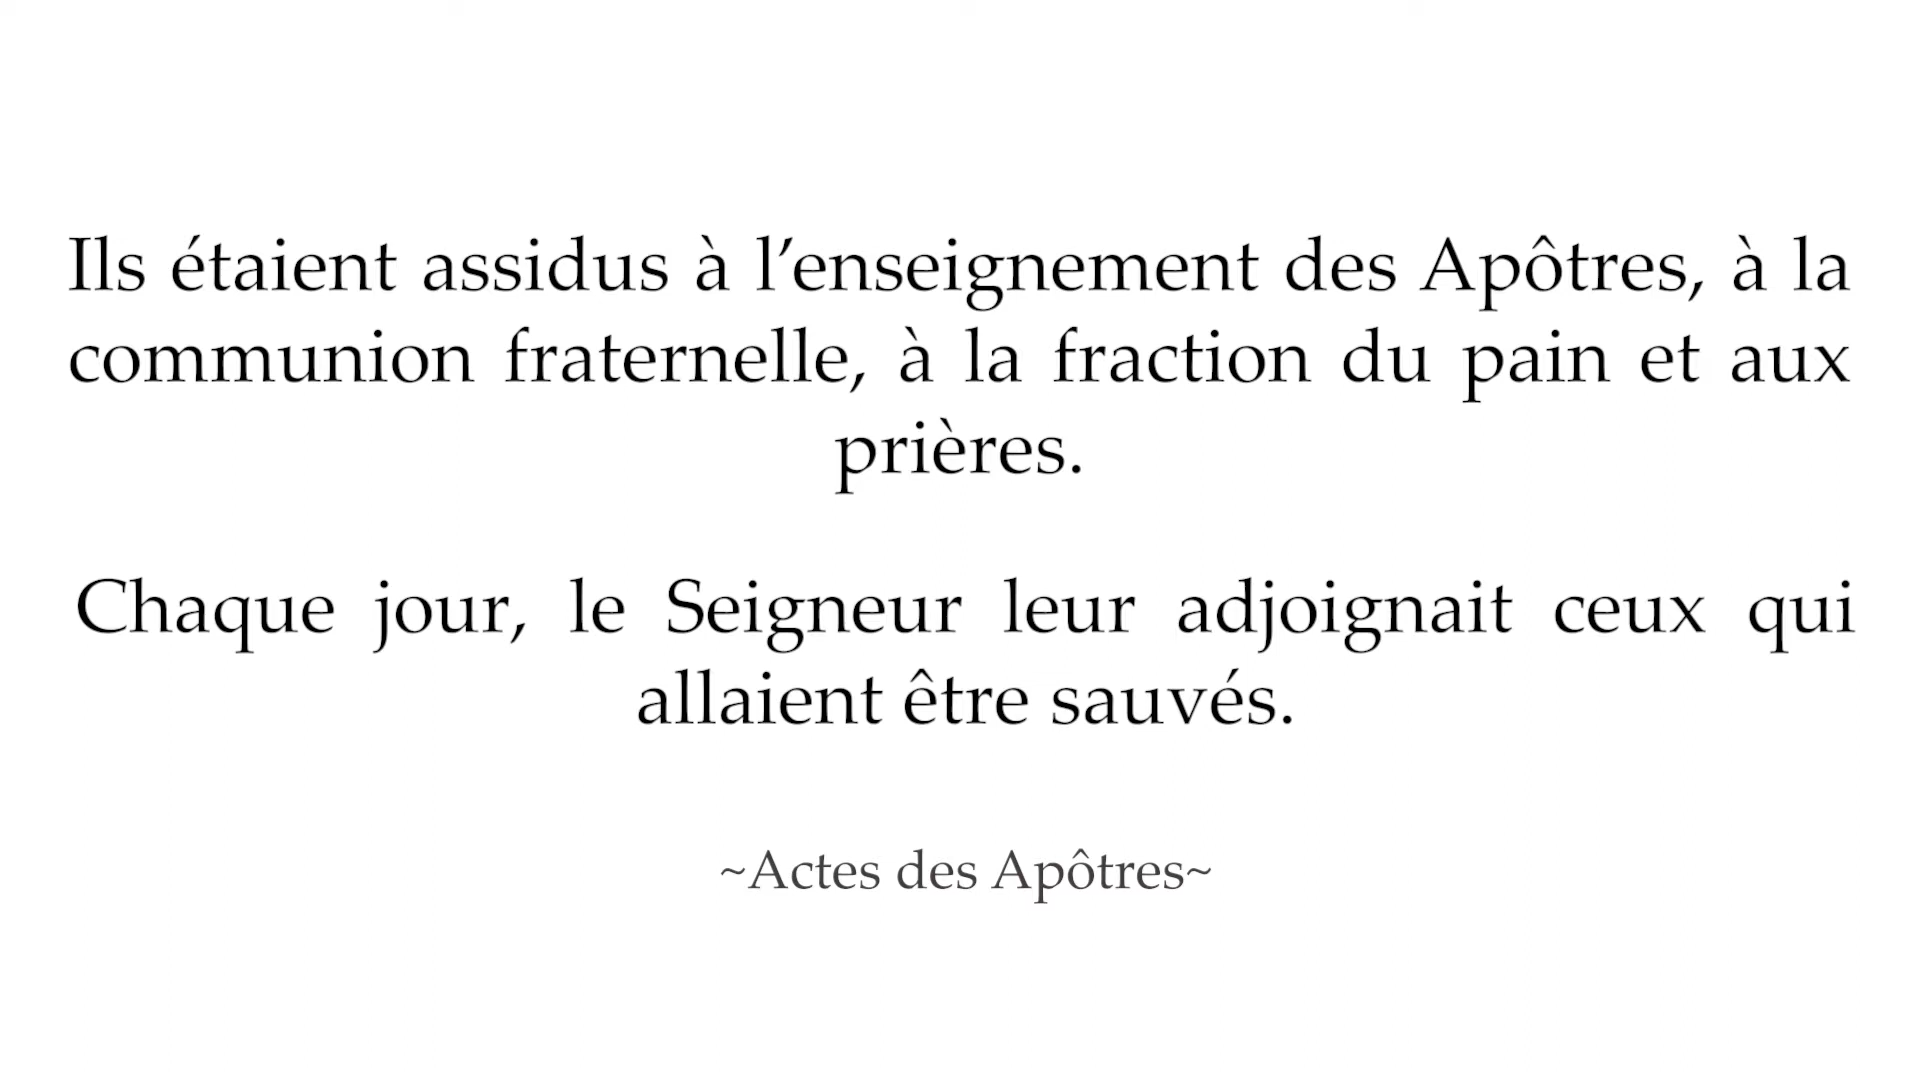 Ils étaient assidus à l’enseignement des Apôtres, à la
communion fraternelle, à la fraction du pain et aux
prières.
Chaque jour, le Seigneur leur adjoignait ceux qui
allaient être sauvés.
~Actes des Apôtres~